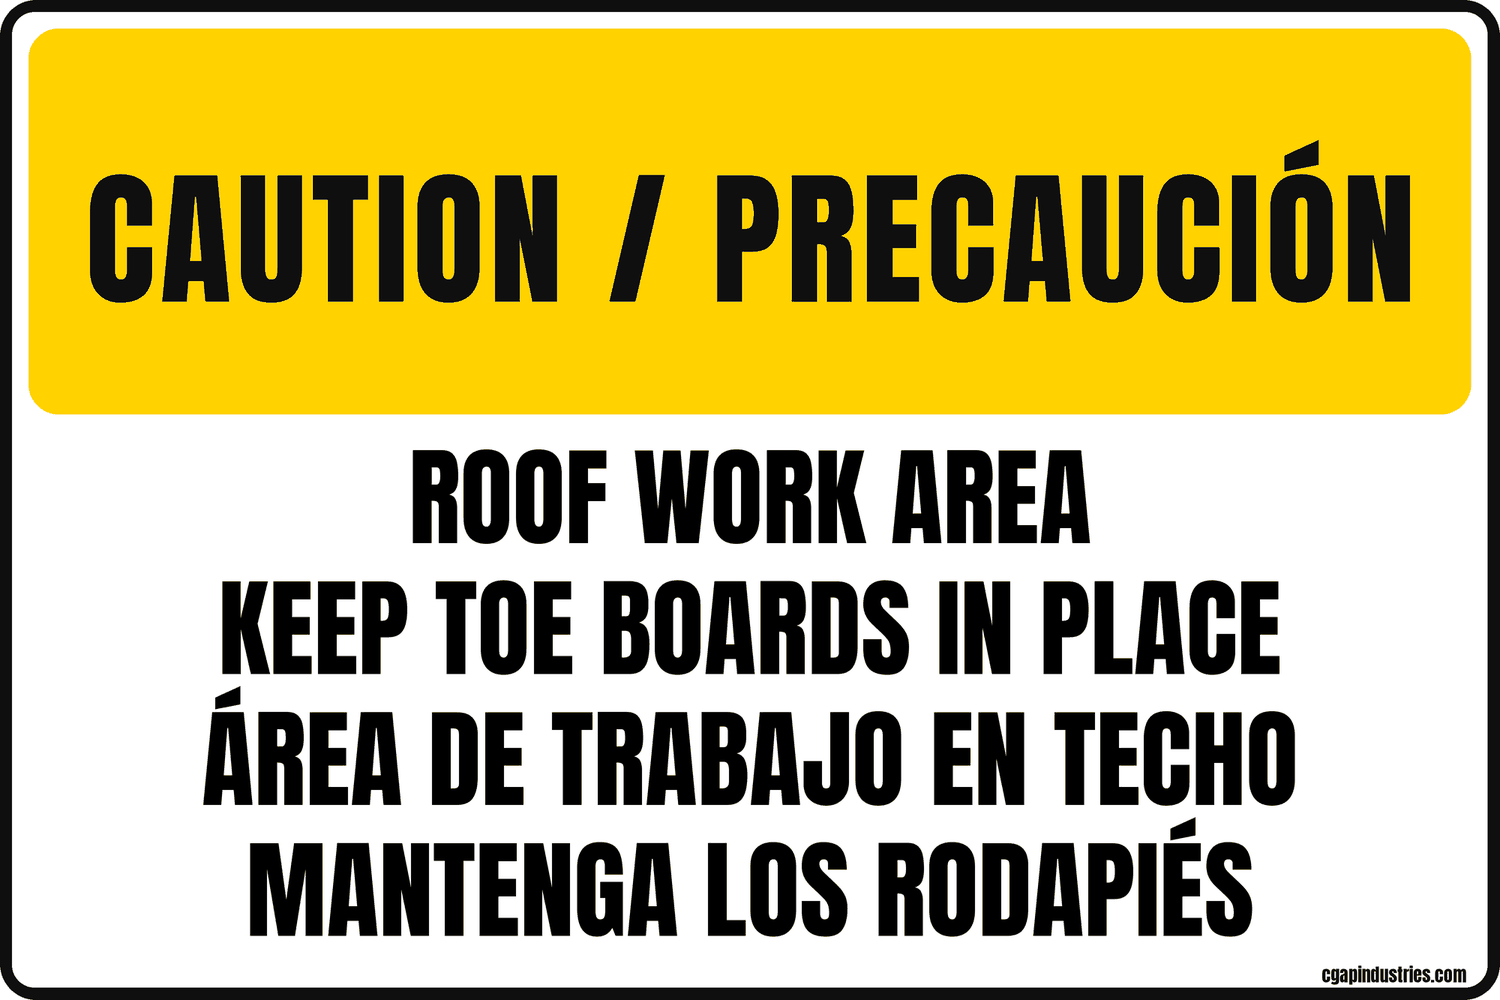 CAUTION / PRECAUCIÓN
ROOF WORK AREA
KEEP TOE BOARDS IN PLACE
ÁREA DE TRABAJO EN TECHO
MANTENGA LOS RODAPIÉS
cgapindustries.com